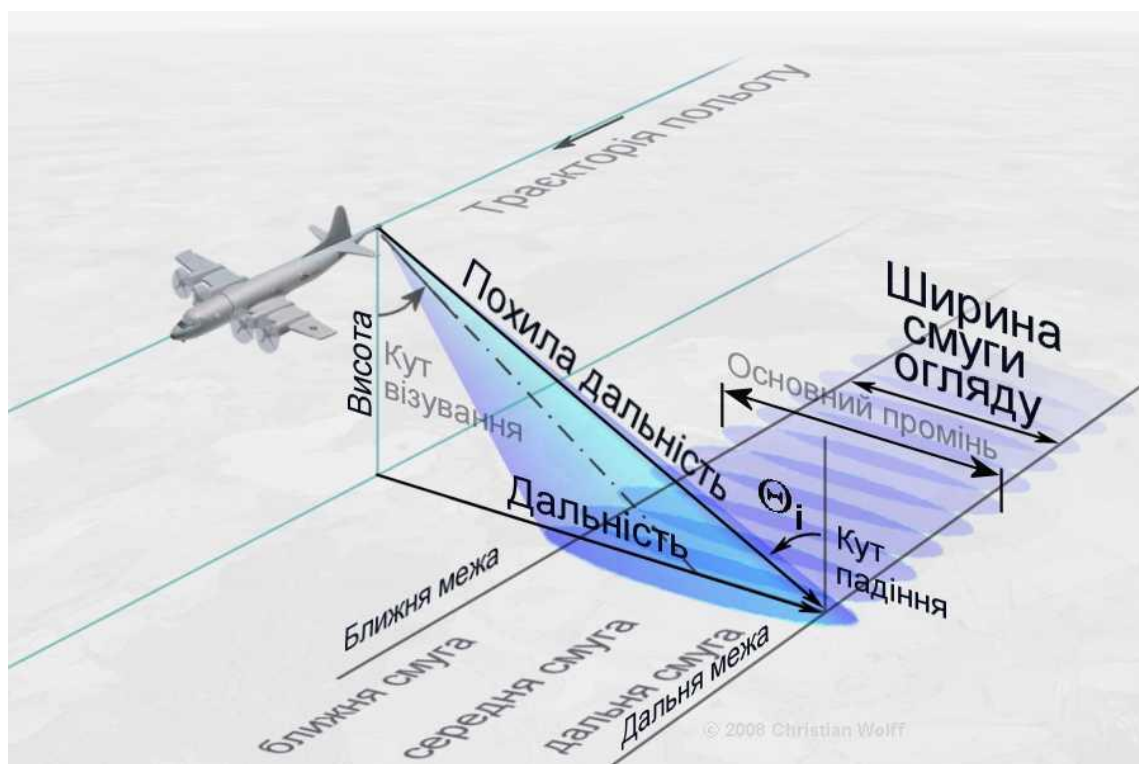 Траєкторія польоту
Ширина
смуги
огляду
Похила дальність
Висота
Кут
візування
Основний промінь
Дальність
Θi
Кут
падіння
Ближня межа
ближня смуга
середня смуга
дальня смуга
Дальня межа
© 2008 Christian Wolff